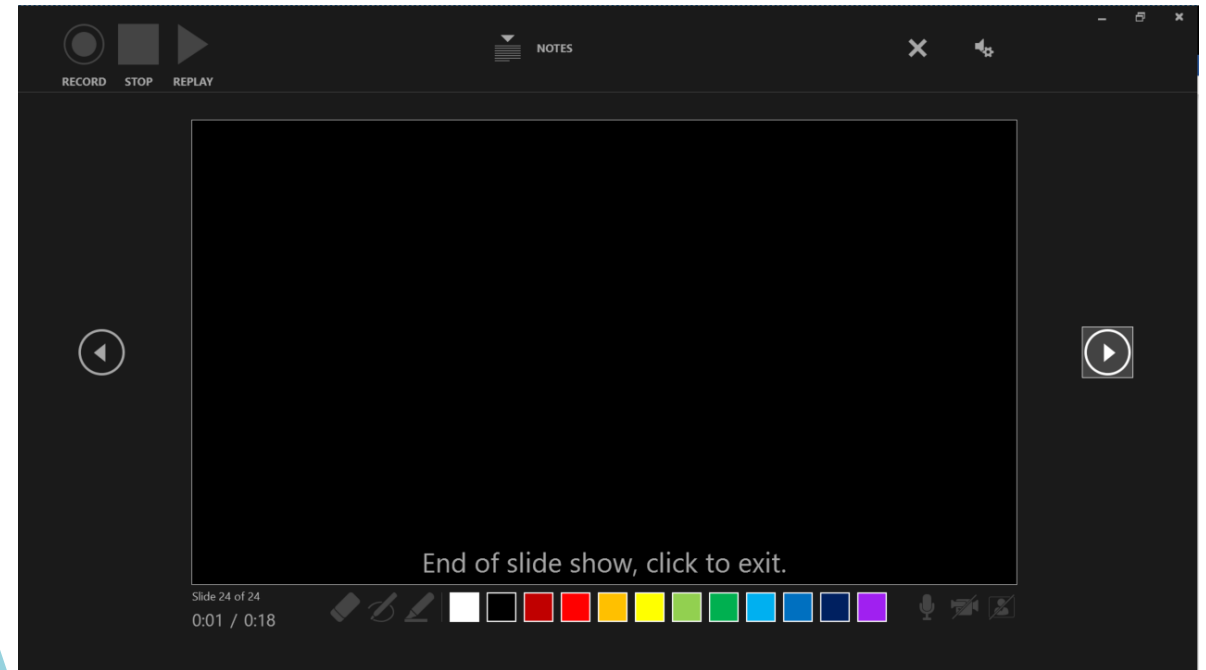 NOTES
RECORD STOP REPLAY
End of slide show, click to exit.
Slide 24 of 24
0:01 / 0:18